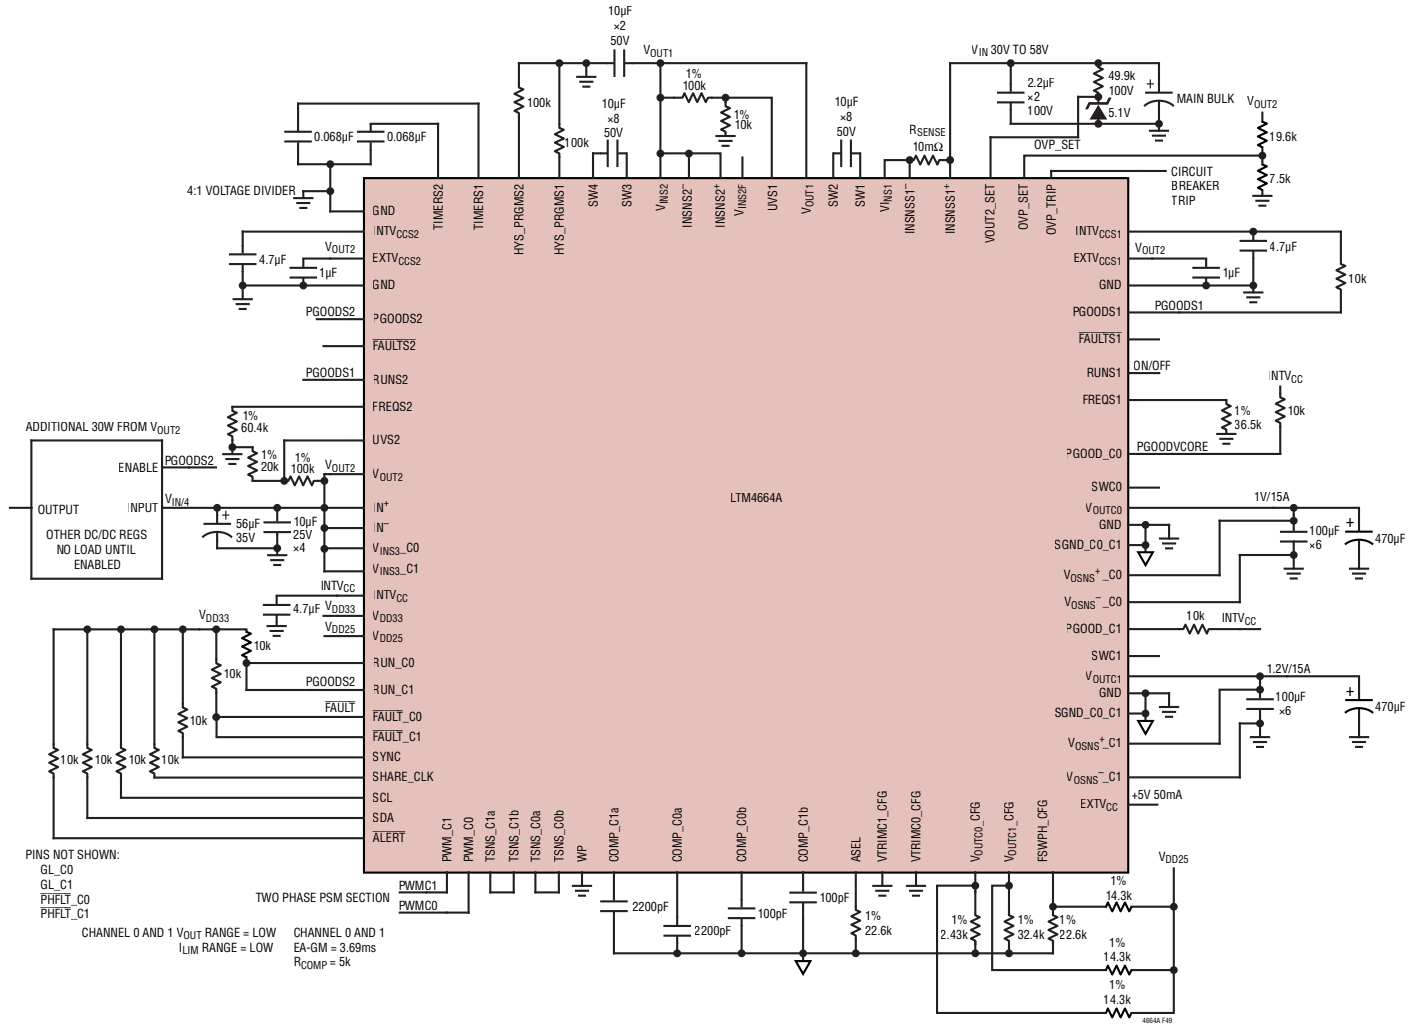 10µF
×2
50V
VOUT1
VIN 30V TO 58V
1%
100k
1%
10k
100k
100k
10µF
×8
50V
10µF
×8
50V
RSENSE
10mΩ
2.2µF
×2
100V
49.9k
100V
5.1V
MAIN BULK
VOUT2
19.6k
7.5k
OVP_SET
CIRCUIT
BREAKER
TRIP
0.068µF
0.068µF
4:1 VOLTAGE DIVIDER
TIMERS2
TIMERS1
HYS_PRGMS2
HYS_PRGMS1
SW4
SW3
VINS2
INSNS2–
INSNS2+
VINS2F
UVS1
VOUT1
SW2
SW1
VINS1
INSNSS1–
INSNSS1+
VOUT2_SET
OVP_SET
OVP_TRIP
GND
INTVCCS2
VOUT2
EXTVCCS2
4.7µF
1µF
GND
PGOODS2
PGOODS2
FAULTS2
PGOODS1
RUNS2
FREQS2
1%
60.4k
UVS2
1%
20k
1%
100k
VOUT2
VOUT2
ADDITIONAL 30W FROM VOUT2
ENABLE
PGOODS2
OUTPUT
INPUT
VIN/4
OTHER DC/DC REGS
NO LOAD UNTIL
ENABLED
56µF
35V
10µF
25V
×4
IN+
IN–
VINS3_C0
VINS3_C1
INTVCC
INTVCC
4.7µF
VDD33
VDD33
VDD25
VDD25
VDD33
10k
RUN_C0
10k
PGOODS2
RUN_C1
FAULT
FAULT_C0
10k
FAULT_C1
SYNC
10k
10k
10k
10k
SHARE_CLK
SCL
SDA
ALERT
LTM4664A
INTVCCS1
VOUT2
EXTVCCS1
4.7µF
1µF
10k
GND
PGOODS1
PGOODS1
FAULTS1
RUNS1
ON/OFF
FREQS1
1%
36.5k
INTVCC
10k
PGOOD_C0
PGOODVCORE
SWC0
VOUTC0
1V/15A
GND
SGND_C0_C1
100µF
×6
470µF
VOSNS+_C0
VOSNS–_C0
PGOOD_C1
10k
INTVCC
SWC1
VOUTC1
1.2V/15A
GND
SGND_C0_C1
100µF
×6
470µF
VOSNS+_C1
VOSNS–_C1
EXTVCC
+5V 50mA
PWM_C1
PWM_C0
TSNS_C1a
TSNS_C1b
TSNS_C0a
TSNS_C0b
WP
COMP_C1a
COMP_C0a
COMP_C0b
COMP_C1b
ASEL
VTRIMC1_CFG
VTRIMC0_CFG
VOUTC0_CFG
VOUTC1_CFG
FSWPH_CFG
PINS NOT SHOWN:
GL_C0
GL_C1
PHFLT_C0
PHFLT_C1
TWO PHASE PSM SECTION
PWMC1
PWMC0
CHANNEL 0 AND 1 VOUT RANGE = LOW
ILIM RANGE = LOW
CHANNEL 0 AND 1
EA-GM = 3.69ms
RCOMP = 5k
2200pF
2200pF
100pF
100pF
1%
22.6k
1%
2.43k
1%
32.4k
1%
22.6k
VDD25
1%
14.3k
1%
14.3k
1%
14.3k
4664A F49